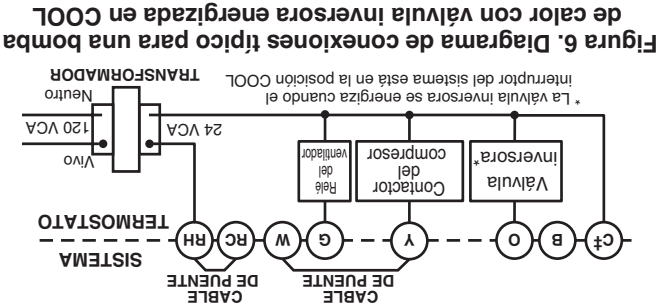 CABLE
DE PUENTE
CABLE
DE PUENTE
SISTEMA
TERMOSTATO
C‡
B
O
Y
G
W
RC
RH
Válvula
inversora*
Contactor
del
compresor
Relé
del
ventilador
24 VCA
Vivo
120 VCA
Neutro
TRANSFORMADOR
* La válvula inversora se energiza cuando el
interruptor del sistema está en la posición COOL
Figura 6. Diagrama de conexiones típico para una bomba
de calor con válvula inversora energizada en COOL